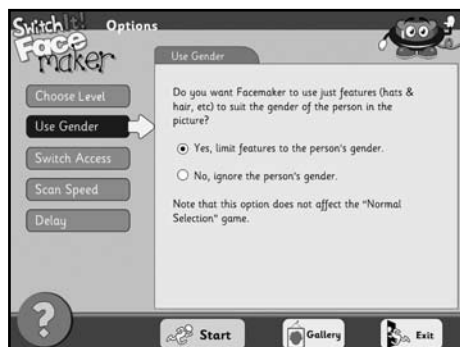 Switch It!
Face
maker
Options
Use Gender
Choose Level
Use Gender
Switch Access
Scan Speed
Delay
Do you want Facemaker to use just features (hats &
hair, etc) to suit the gender of the person in the
picture?
Yes, limit features to the person's gender.
No, ignore the person's gender.
Note that this option does not affect the "Normal
Selection" game.
?
Start
Gallery
Exit